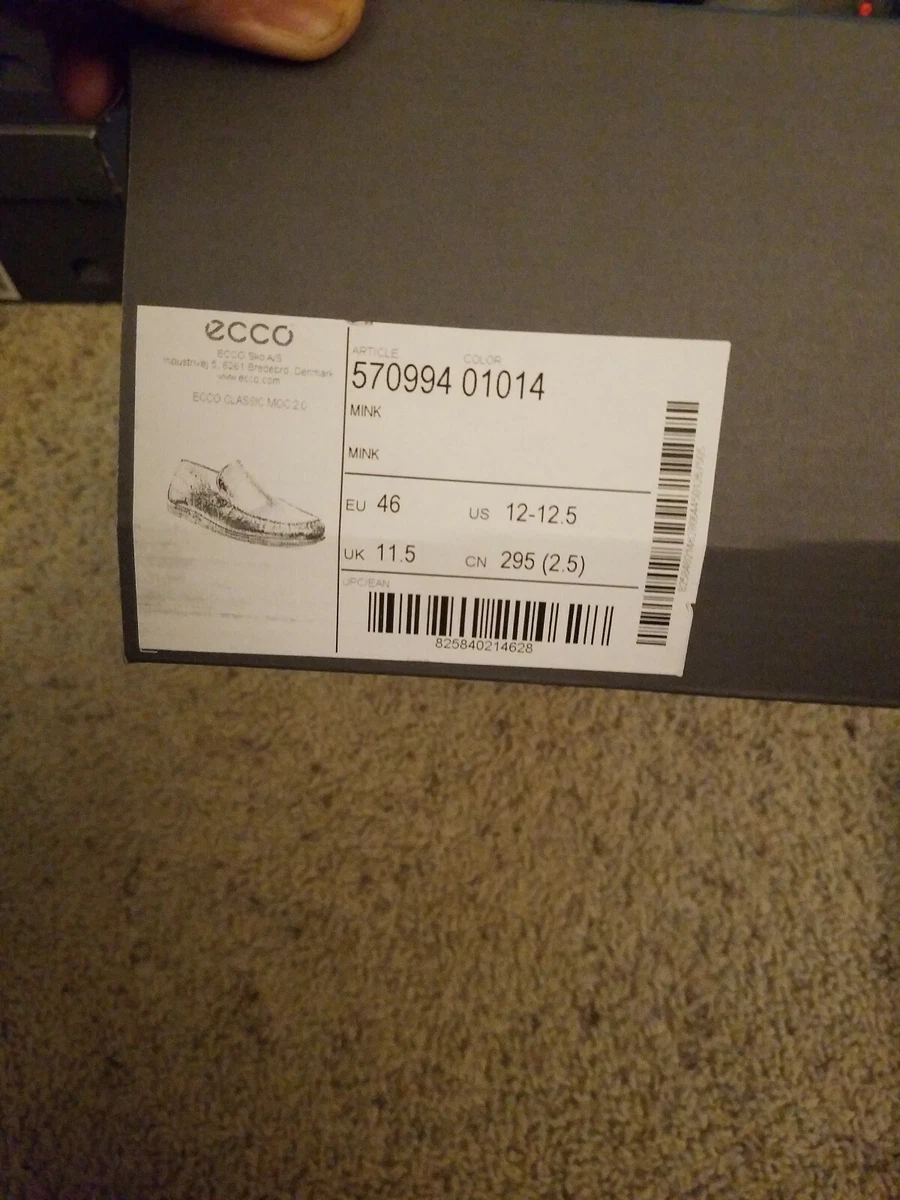 ecco
ECCO Sko A/S
Industrivej 5, 6261 Bredebro, Denmark
www.ecco.com
ECCO CLASSIC MOC 2.0
ARTICLE COLOR
570994 01014
MINK
MINK
EU 46 US 12-12.5
UK 11.5 CN 295 (2.5)
UPC/EAN
825840214628